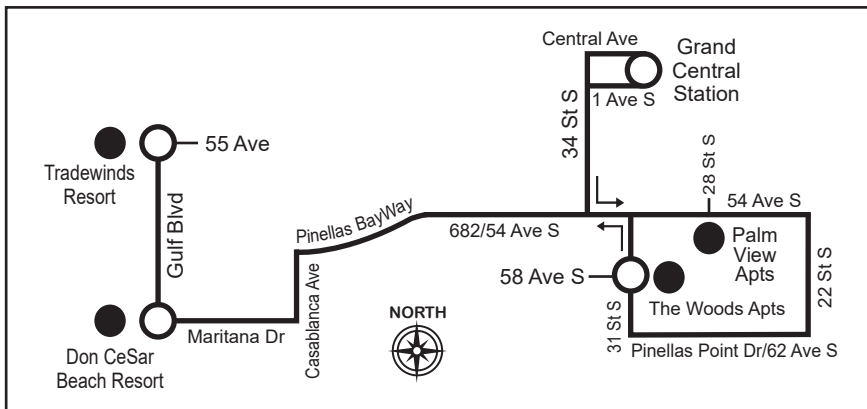 Central Ave
Grand
Central
Station
1 Ave S
34 St S
55 Ave
Tradewinds
Resort
Gulf Blvd
28 St S
54 Ave S
Pinellas BayWay
682/54 Ave S
Palm
View
Apts
58 Ave S
22 St S
The Woods Apts
Casablanca Ave
NORTH
Maritana Dr
31 St S
Pinellas Point Dr/62 Ave S
Don CeSar
Beach Resort